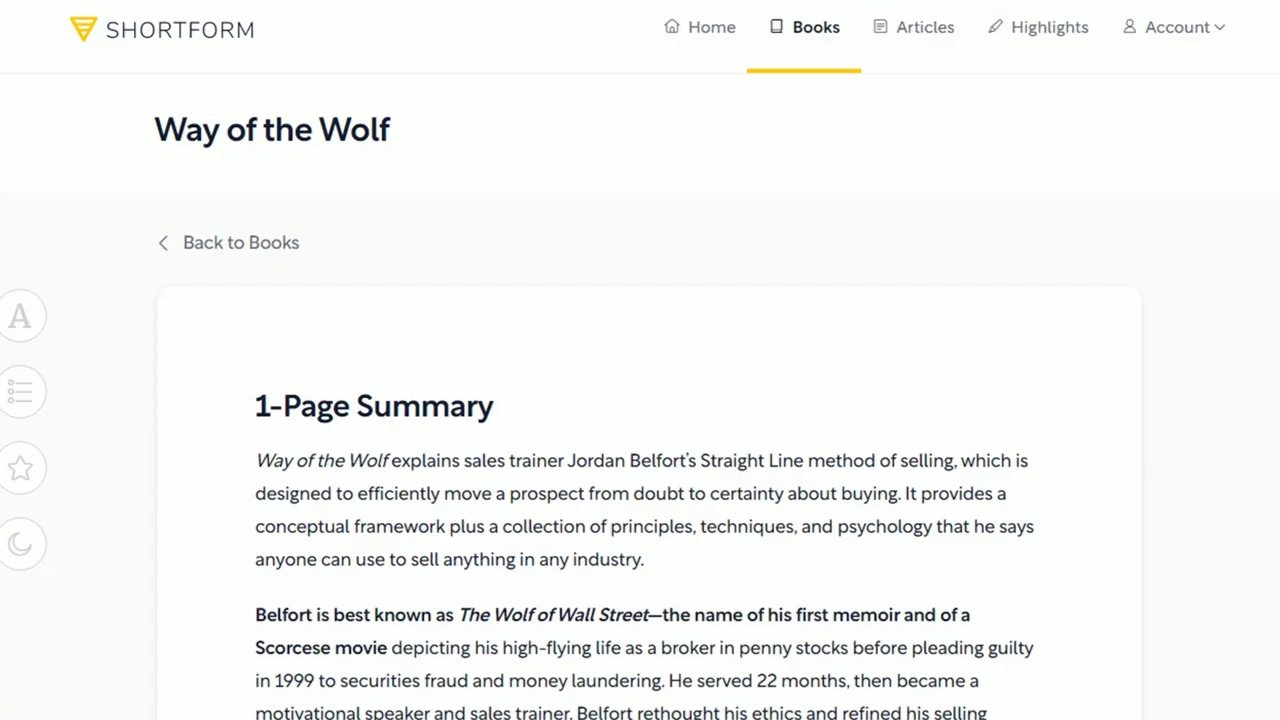 SHORTFORM
Home Books Articles Highlights Account
Way of the Wolf
Back to Books
A
1-Page Summary
Way of the Wolf explains sales trainer Jordan Belfort's Straight Line method of selling, which is
designed to efficiently move a prospect from doubt to certainty about buying. It provides a
conceptual framework plus a collection of principles, techniques, and psychology that he says
anyone can use to sell anything in any industry.
Belfort is best known as The Wolf of Wall Street—the name of his first memoir and of a
Scorcese movie depicting his high-flying life as a broker in penny stocks before pleading guilty
in 1999 to securities fraud and money laundering. He served 22 months, then became a
motivational speaker and sales trainer. Belfort rethought his ethics and refined his selling